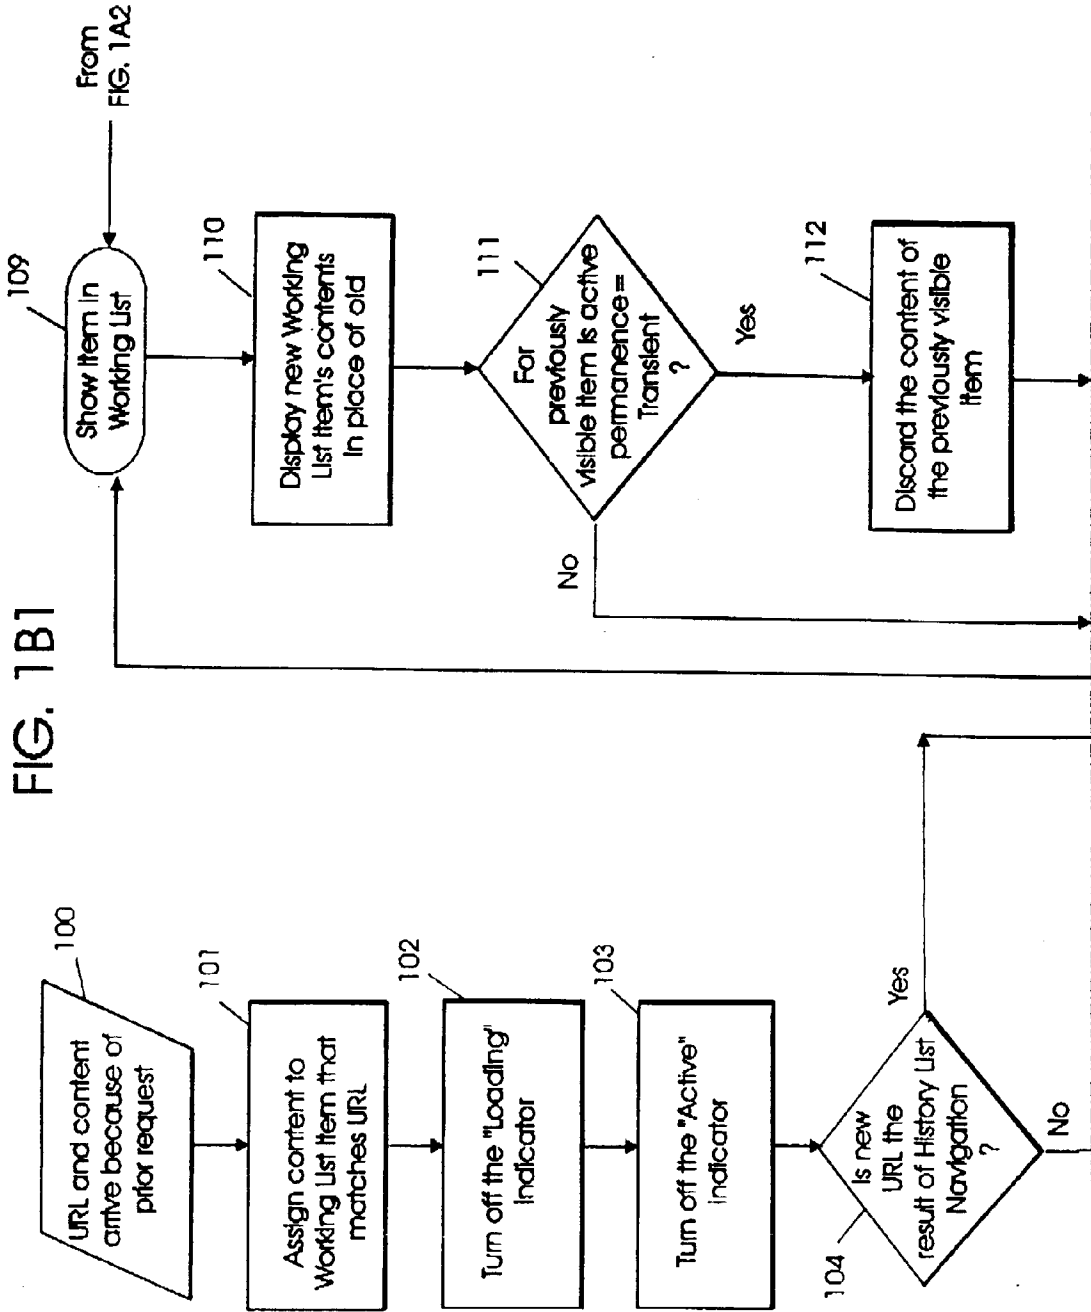 FIG. 1B1
100
URL and content
arrive because of
prior request
101
Assign content to
Working List Item that
matches URL
102
Turn off the "Loading"
Indicator
103
Turn off the "Active"
Indicator
104
Is new
URL the
result of History List
Navigation
?
Yes
No
From
FIG. 1A2
109
Show Item In
Working List
110
Display new Working
List Item's contents
In place of old
111
For
previously
visible Item is active
permanence=
Transient
?
No
Yes
112
Discard the content of
the previously visible
Item